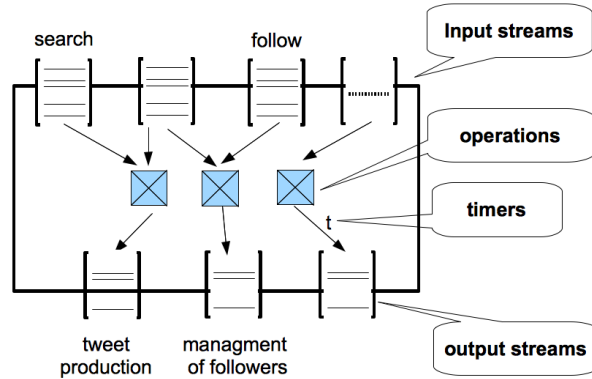 search
follow
Input streams
operations
timers
t
output streams
tweet
production
managment
of followers